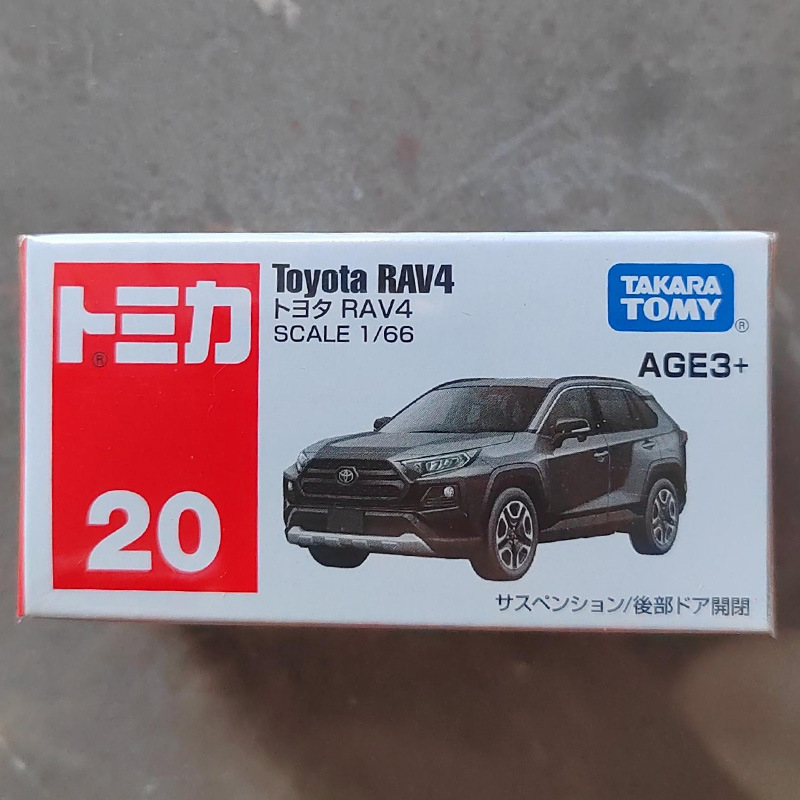 トミカ
®
20
Toyota RAV4
トヨタ RAV4
SCALE 1/66
TAKARA
TOMY
®
AGE3+
サスペンション/後部ドア開閉